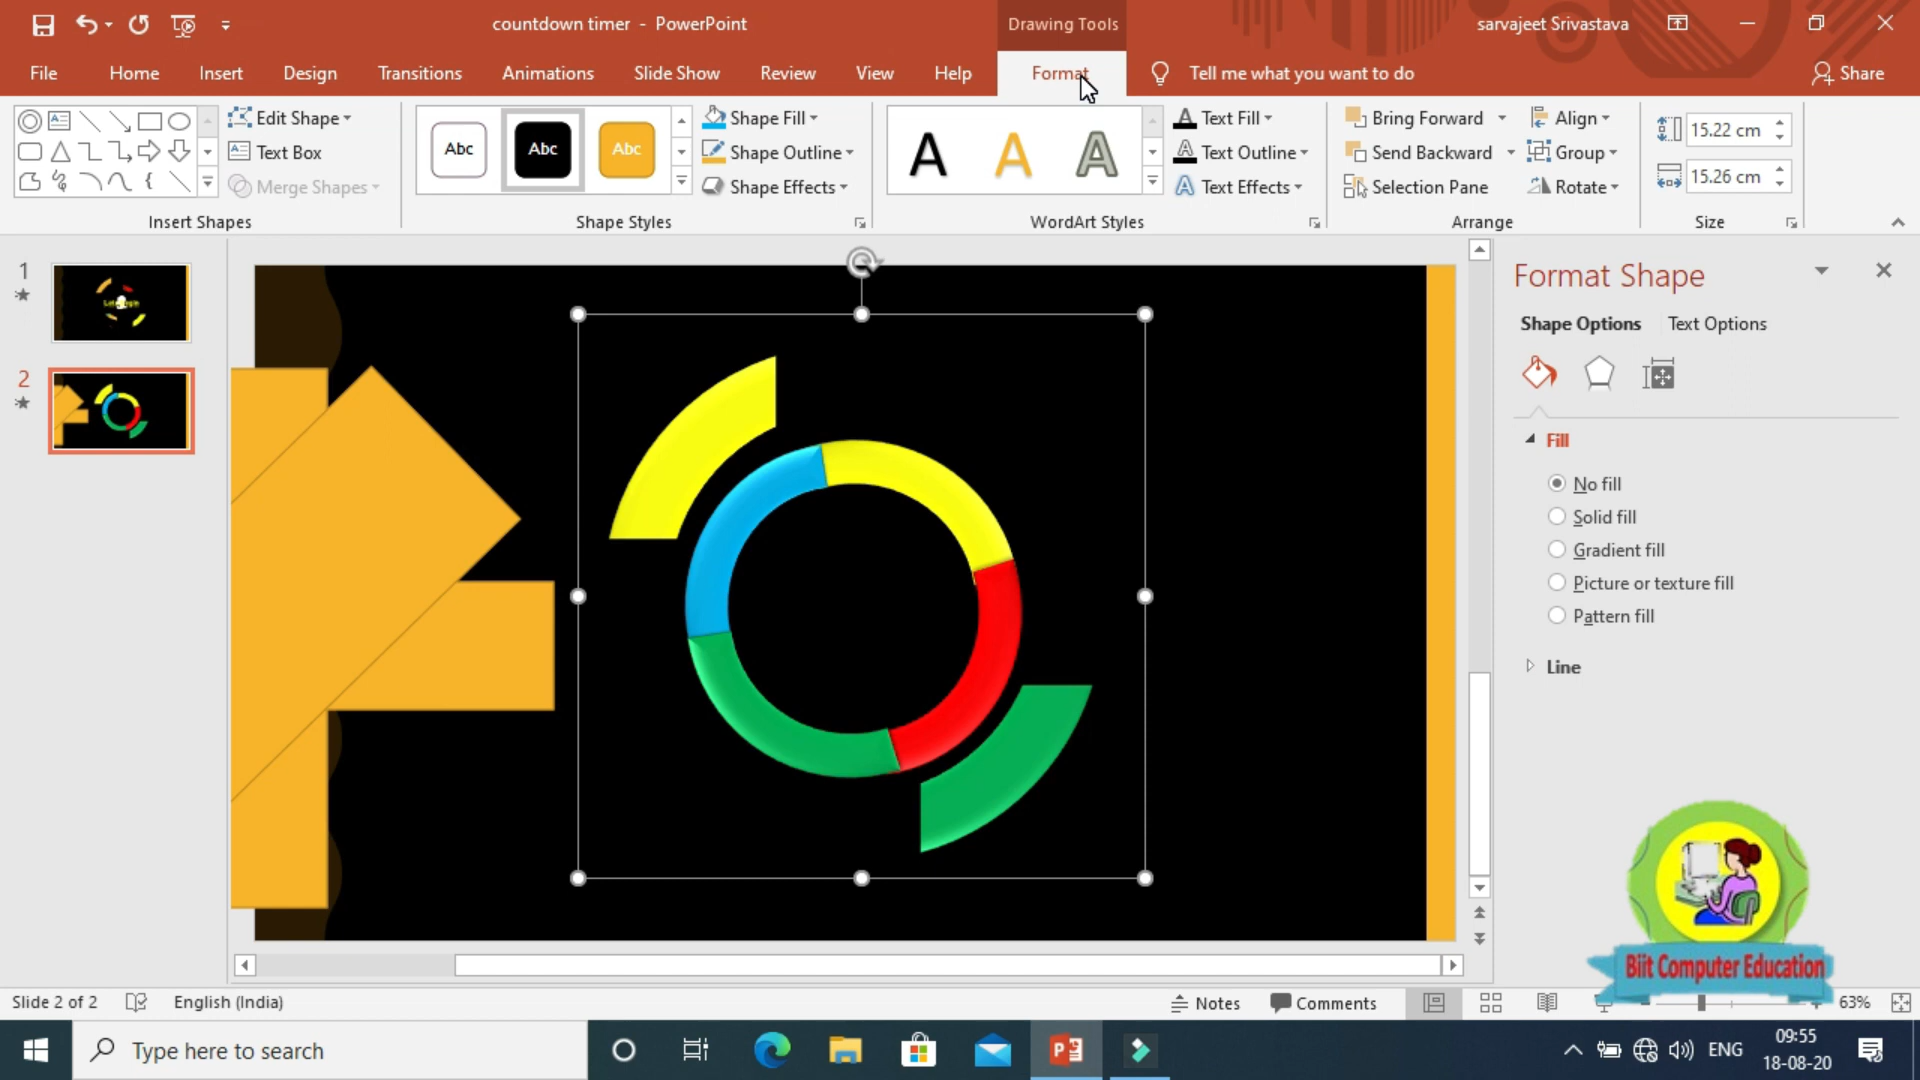 countdown timer - PowerPoint
Drawing Tools
sarvajeet Srivastava
File Home Insert Design Transitions Animations Slide Show Review View Help Format Tell me what you want to do Share
Edit Shape
Text Box
Merge Shapes
Insert Shapes
Abc Abc Abc
Shape Fill
Shape Outline
Shape Effects
Shape Styles
A A A
Text Fill
Text Outline
Text Effects
WordArt Styles
Bring Forward
Send Backward
Selection Pane
Align
Group
Rotate
Arrange
15.22 cm
15.26 cm
Size
1
2
Format Shape
Shape Options Text Options
Fill
No fill
Solid fill
Gradient fill
Picture or texture fill
Pattern fill
Line
Biit Computer Education
Slide 2 of 2 English (India) Notes Comments 63%
Type here to search
ENG
09:55
18-08-20